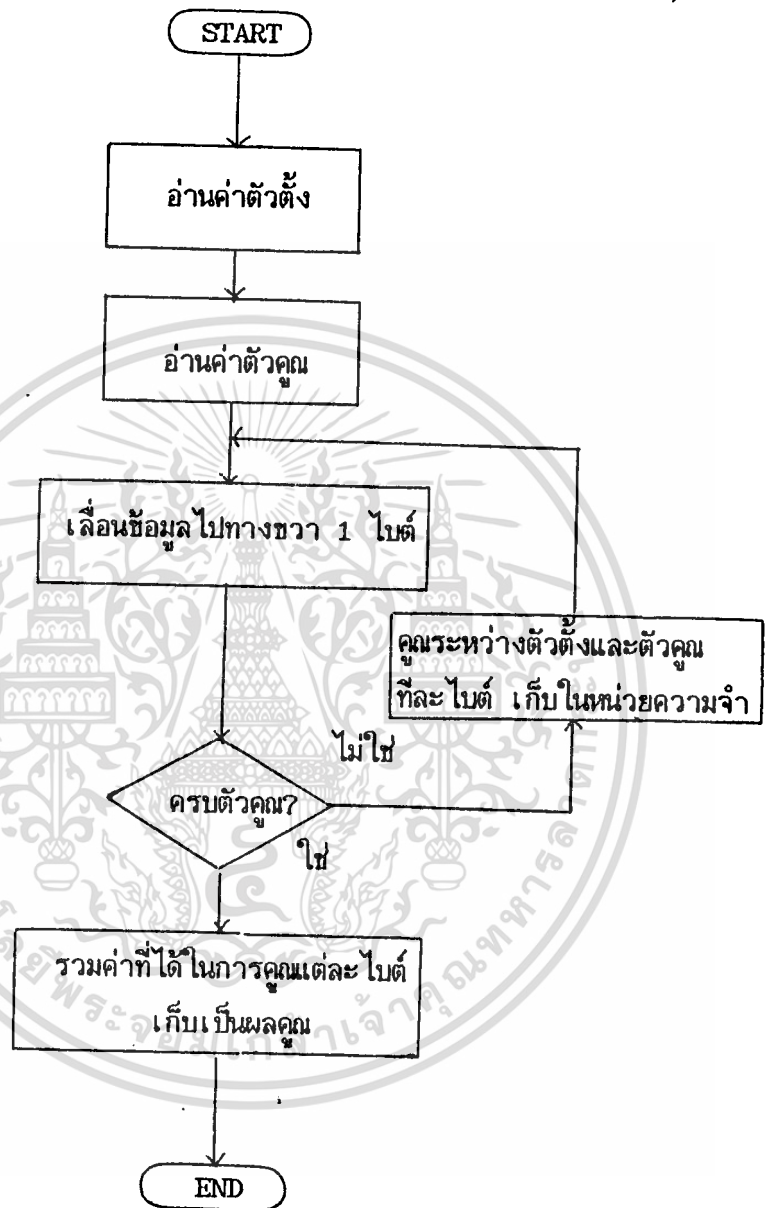 START
อ่านค่าตัวตั้ง
อ่านค่าตัวคูณ
เลื่อนข้อมูลไปทางขวา 1 ไบต์
คูณระหว่างตัวตั้งและตัวคูณ
ทีละไบต์ เก็บในหน่วยความจำ
ไม่ใช่
ครบตัวคูณ?
ใช่
รวมค่าที่ได้ในการคูณแต่ละไบต์
เก็บเป็นผลคูณ
END